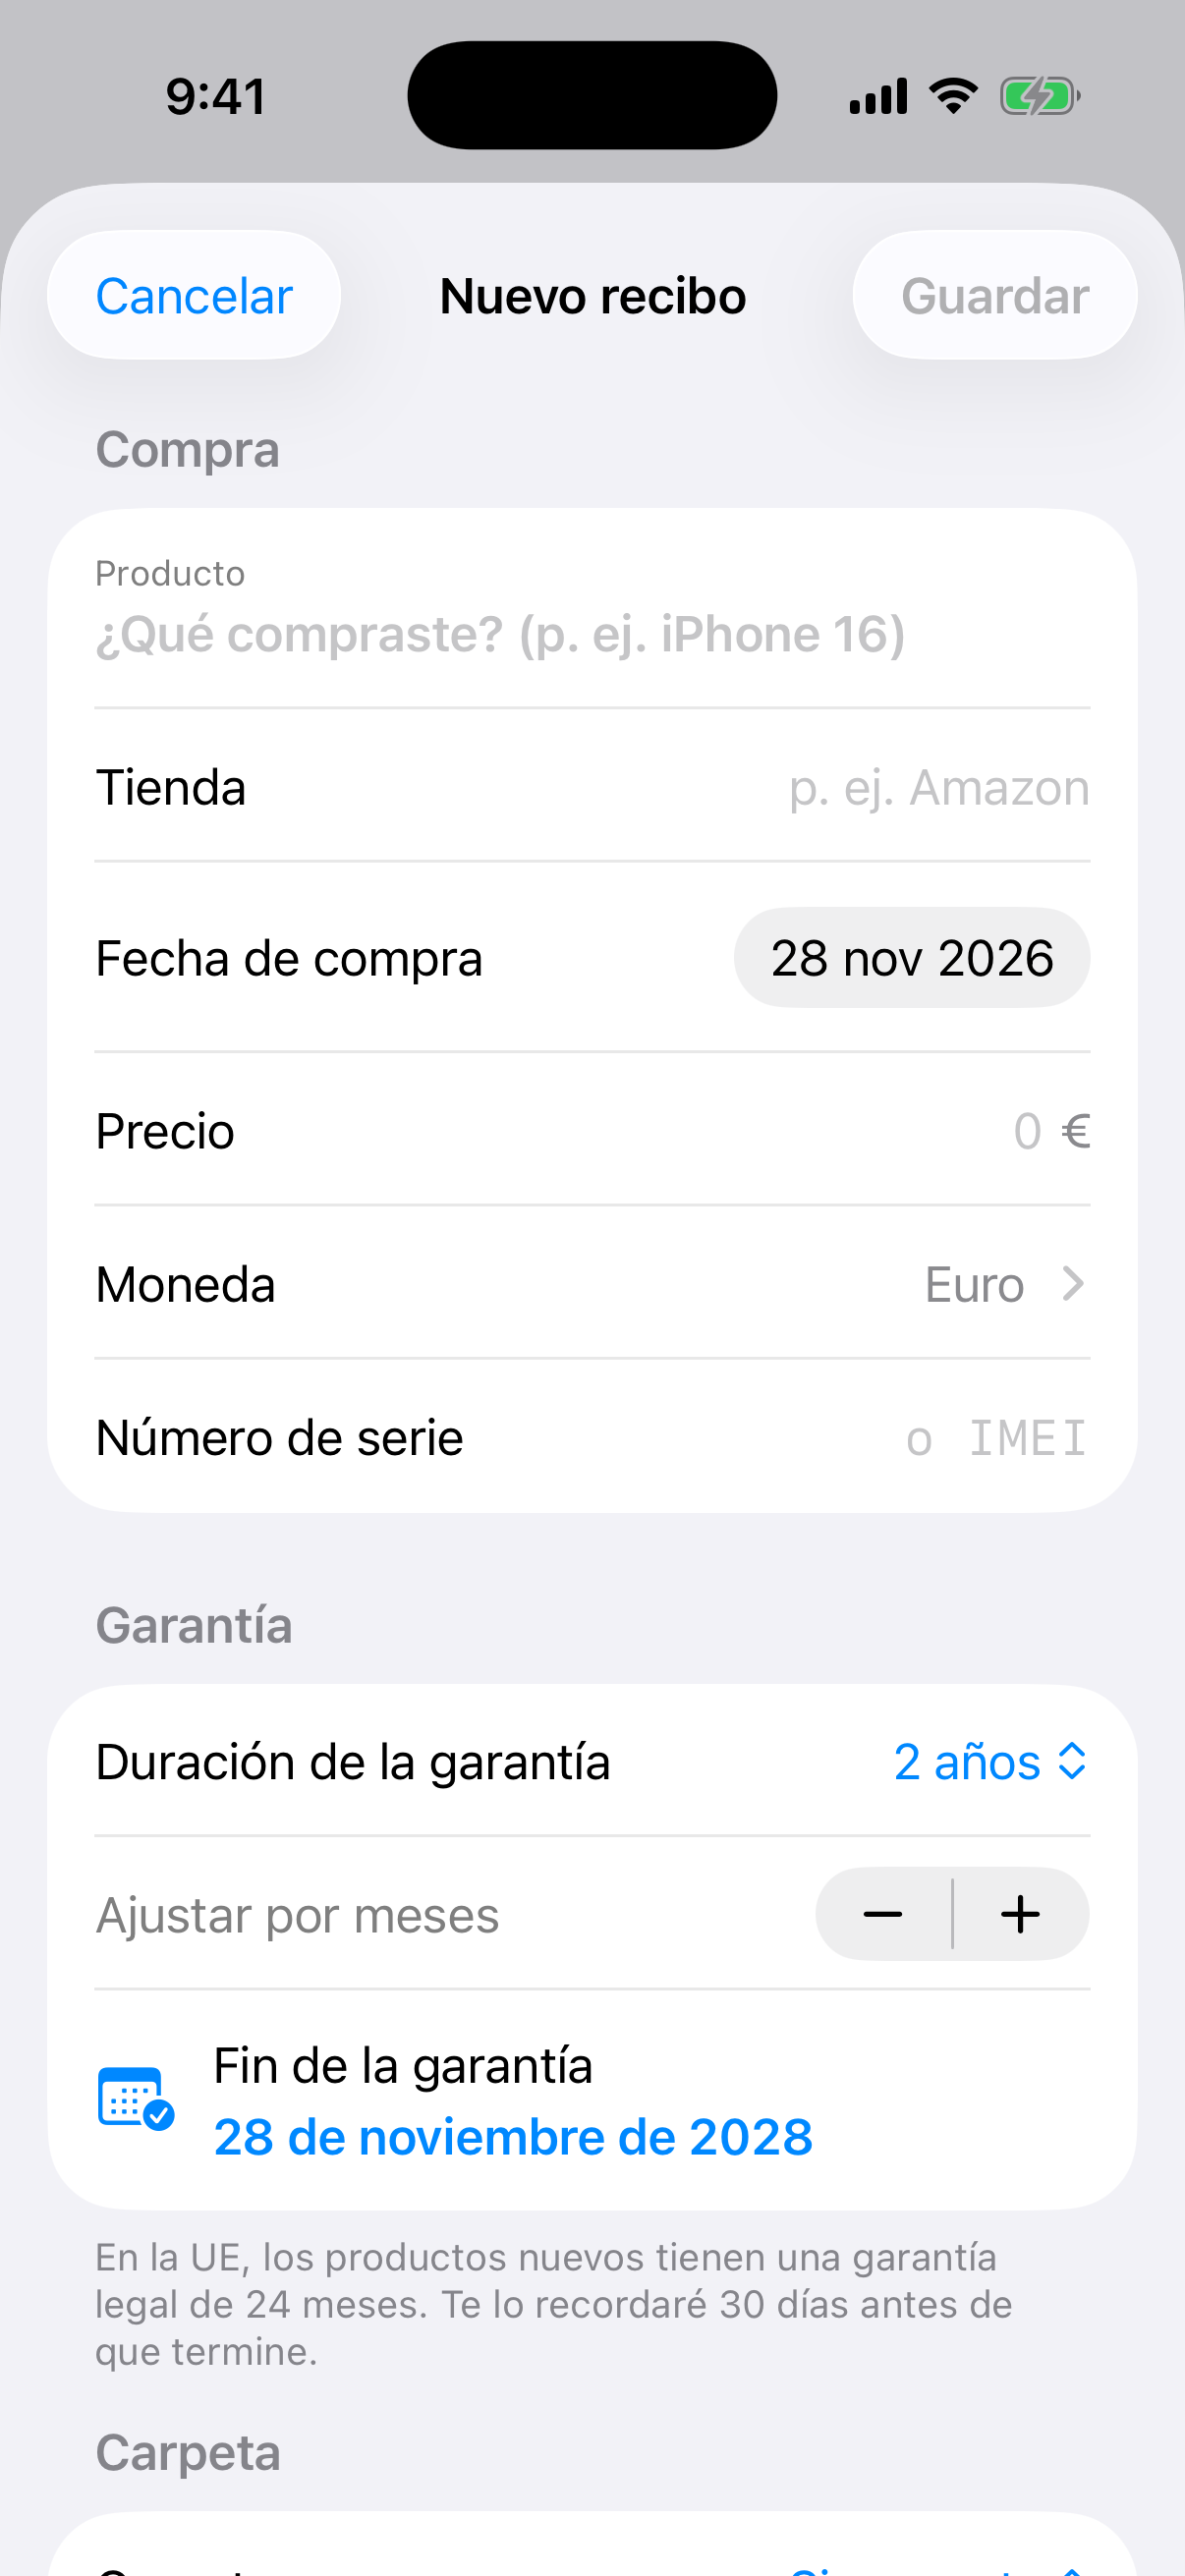 9:41
Cancelar
Nuevo recibo
Guardar
Compra
Producto
¿Qué compraste? (p. ej. iPhone 16)
Tienda p. ej. Amazon
Fecha de compra 28 nov 2026
Precio 0 €
Moneda Euro
Número de serie o IMEI
Garantía
Duración de la garantía 2 años
Ajustar por meses
Fin de la garantía
28 de noviembre de 2028
En la UE, los productos nuevos tienen una garantía
legal de 24 meses. Te lo recordaré 30 días antes de
que termine.
Carpeta